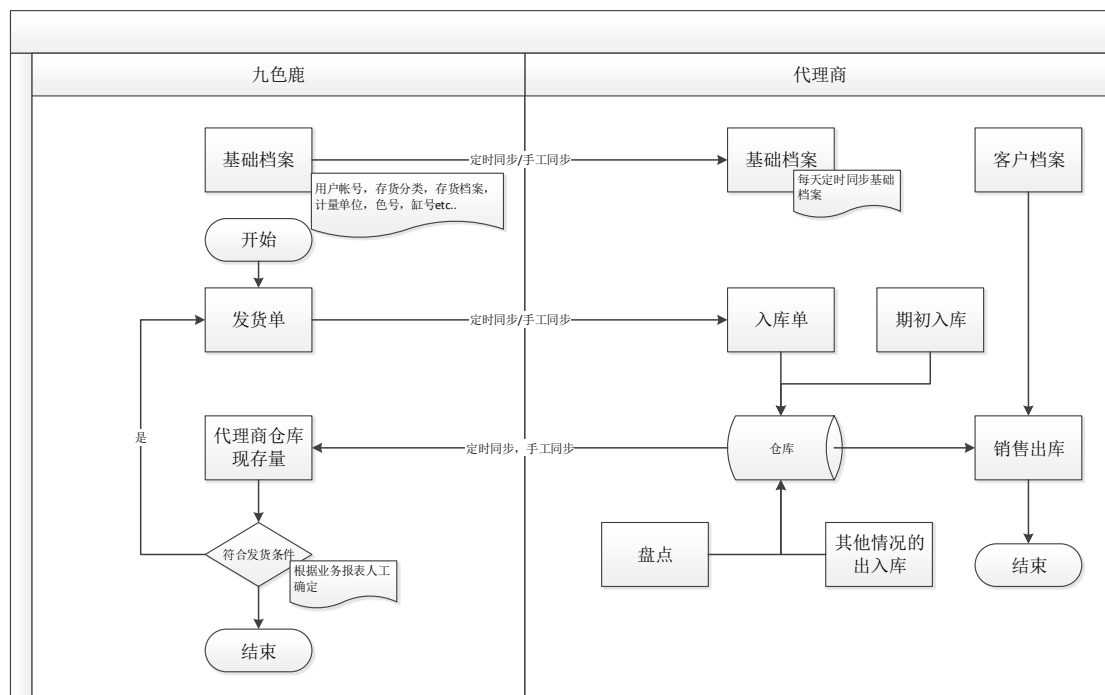 九色鹿
代理商
基础档案
定时同步/手工同步
基础档案
客户档案
用户帐号，存货分类，存货档案，
计量单位，色号，缸号etc..
每天定时同步基础
档案
开始
发货单
定时同步/手工同步
入库单
期初入库
是
代理商仓库
现存量
定时同步，手工同步
仓库
销售出库
符合发货条件
根据业务报表人工
确定
盘点
其他情况的
出入库
结束
结束